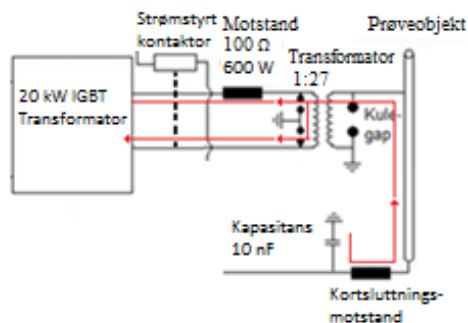 Strømstyrt
kontaktor
Motstand
100 Ω
600 W
Prøveobjekt
Transformator
1:27
20 kW IGBT
Transformator
Kule-
gap
Kapasitans
10 nF
Kortsluttnings-
motstand